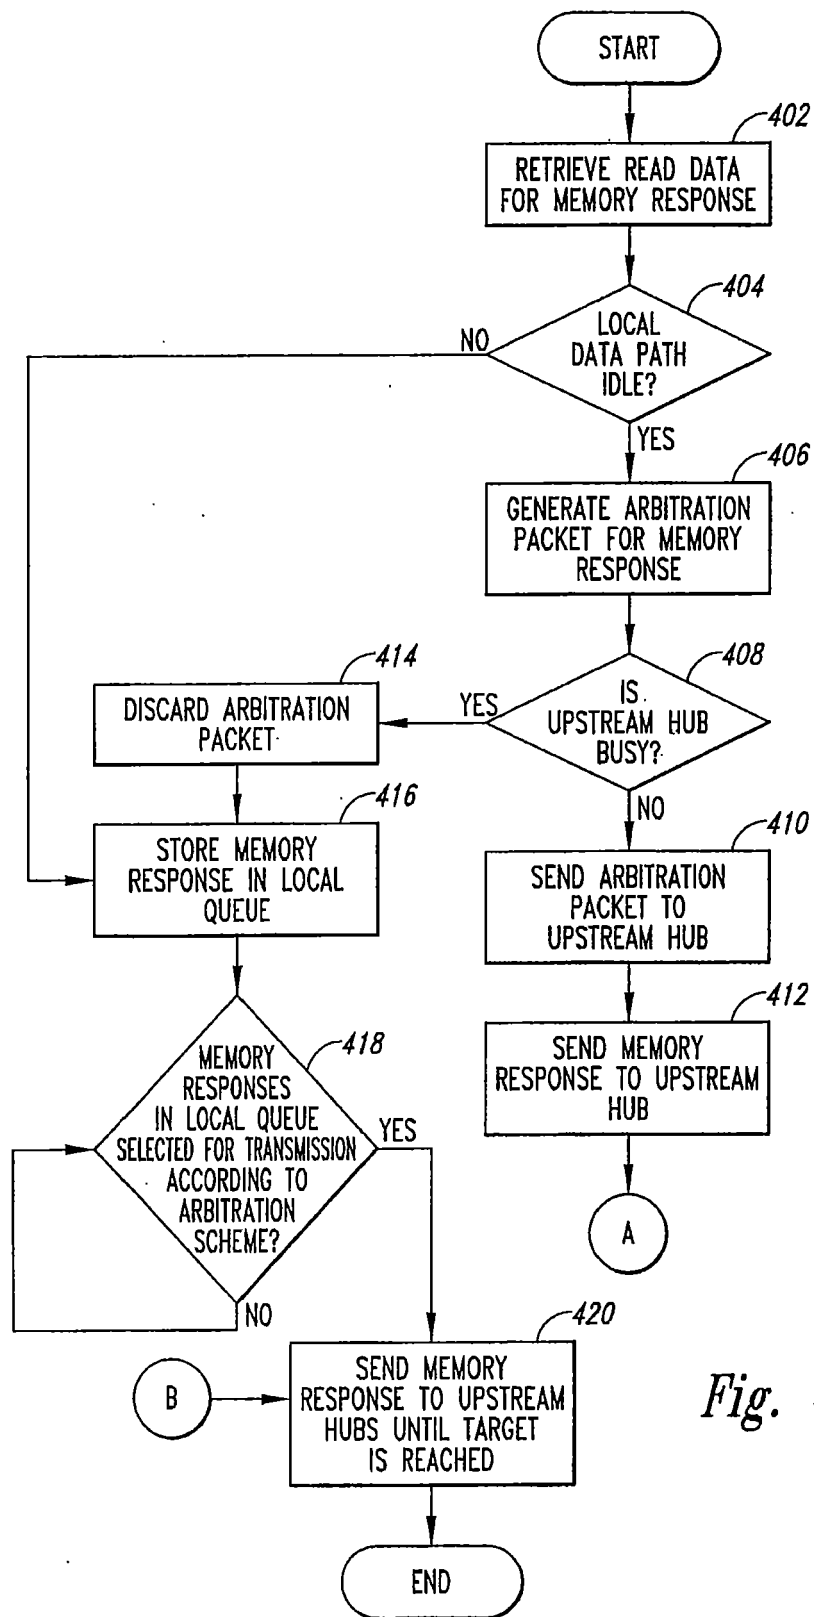 START
402
RETRIEVE READ DATA
FOR MEMORY RESPONSE
404
LOCAL
DATA PATH
IDLE?
NO
YES
406
GENERATE ARBITRATION
PACKET FOR MEMORY
RESPONSE
408
IS
UPSTREAM HUB
BUSY?
YES
NO
414
DISCARD ARBITRATION
PACKET
416
STORE MEMORY
RESPONSE IN LOCAL
QUEUE
410
SEND ARBITRATION
PACKET TO
UPSTREAM HUB
412
SEND MEMORY
RESPONSE TO UPSTREAM
HUB
A
418
MEMORY
RESPONSES
IN LOCAL QUEUE
SELECTED FOR TRANSMISSION
ACCORDING TO
ARBITRATION
SCHEME?
YES
NO
420
SEND MEMORY
RESPONSE TO UPSTREAM
HUBS UNTIL TARGET
IS REACHED
B
END
Fig.